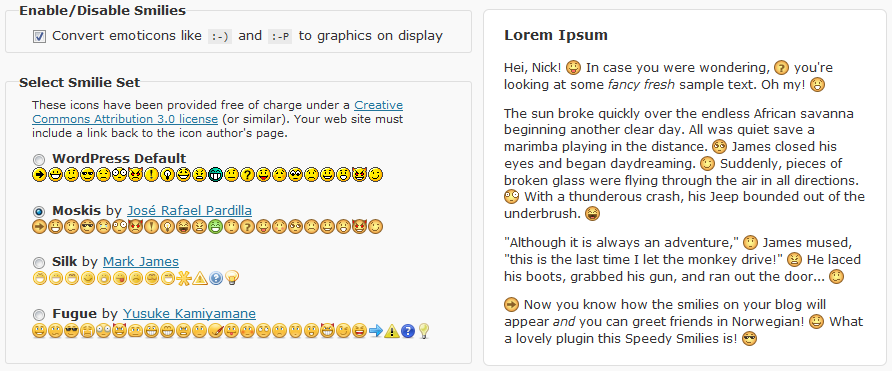 Enable/Disable Smilies
Convert emoticons like :-) and :-P to graphics on display
Select Smilie Set
These icons have been provided free of charge under a Creative
Commons Attribution 3.0 license (or similar). Your web site must
include a link back to the icon author's page.
WordPress Default
Moskis by José Rafael Pardilla
Silk by Mark James
Fugue by Yusuke Kamiyamane
Lorem Ipsum
Hei, Nick! In case you were wondering, you're
looking at some fancy fresh sample text. Oh my!
The sun broke quickly over the endless African savanna
beginning another clear day. All was quiet save a
marimba playing in the distance. James closed his
eyes and began daydreaming. Suddenly, pieces of
broken glass were flying through the air in all directions.
With a thunderous crash, his Jeep bounded out of the
underbrush.
"Although it is always an adventure," James mused,
"this is the last time I let the monkey drive!" He laced
his boots, grabbed his gun, and ran out the door...
Now you know how the smilies on your blog will
appear and you can greet friends in Norwegian! What
a lovely plugin this Speedy Smilies is!